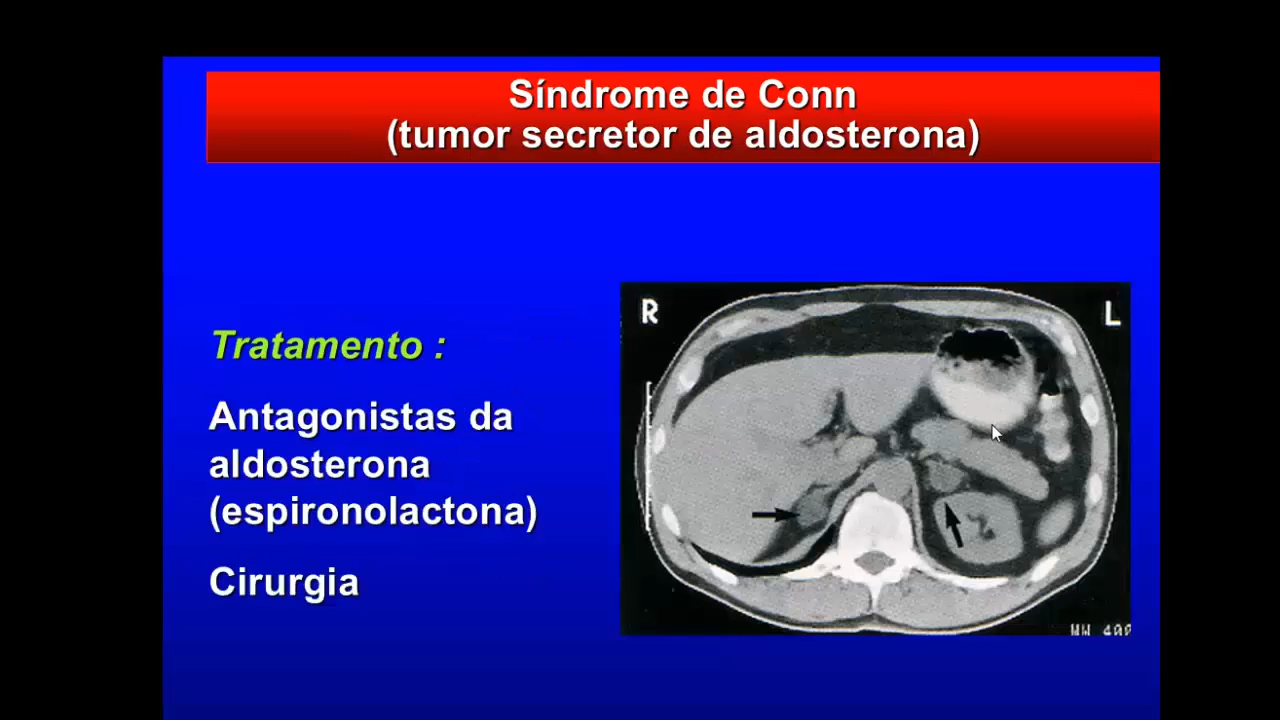 Síndrome de Conn
(tumor secretor de aldosterona)
R
L
Tratamento :
Antagonistas da
aldosterona
(espironolactona)
Cirurgia